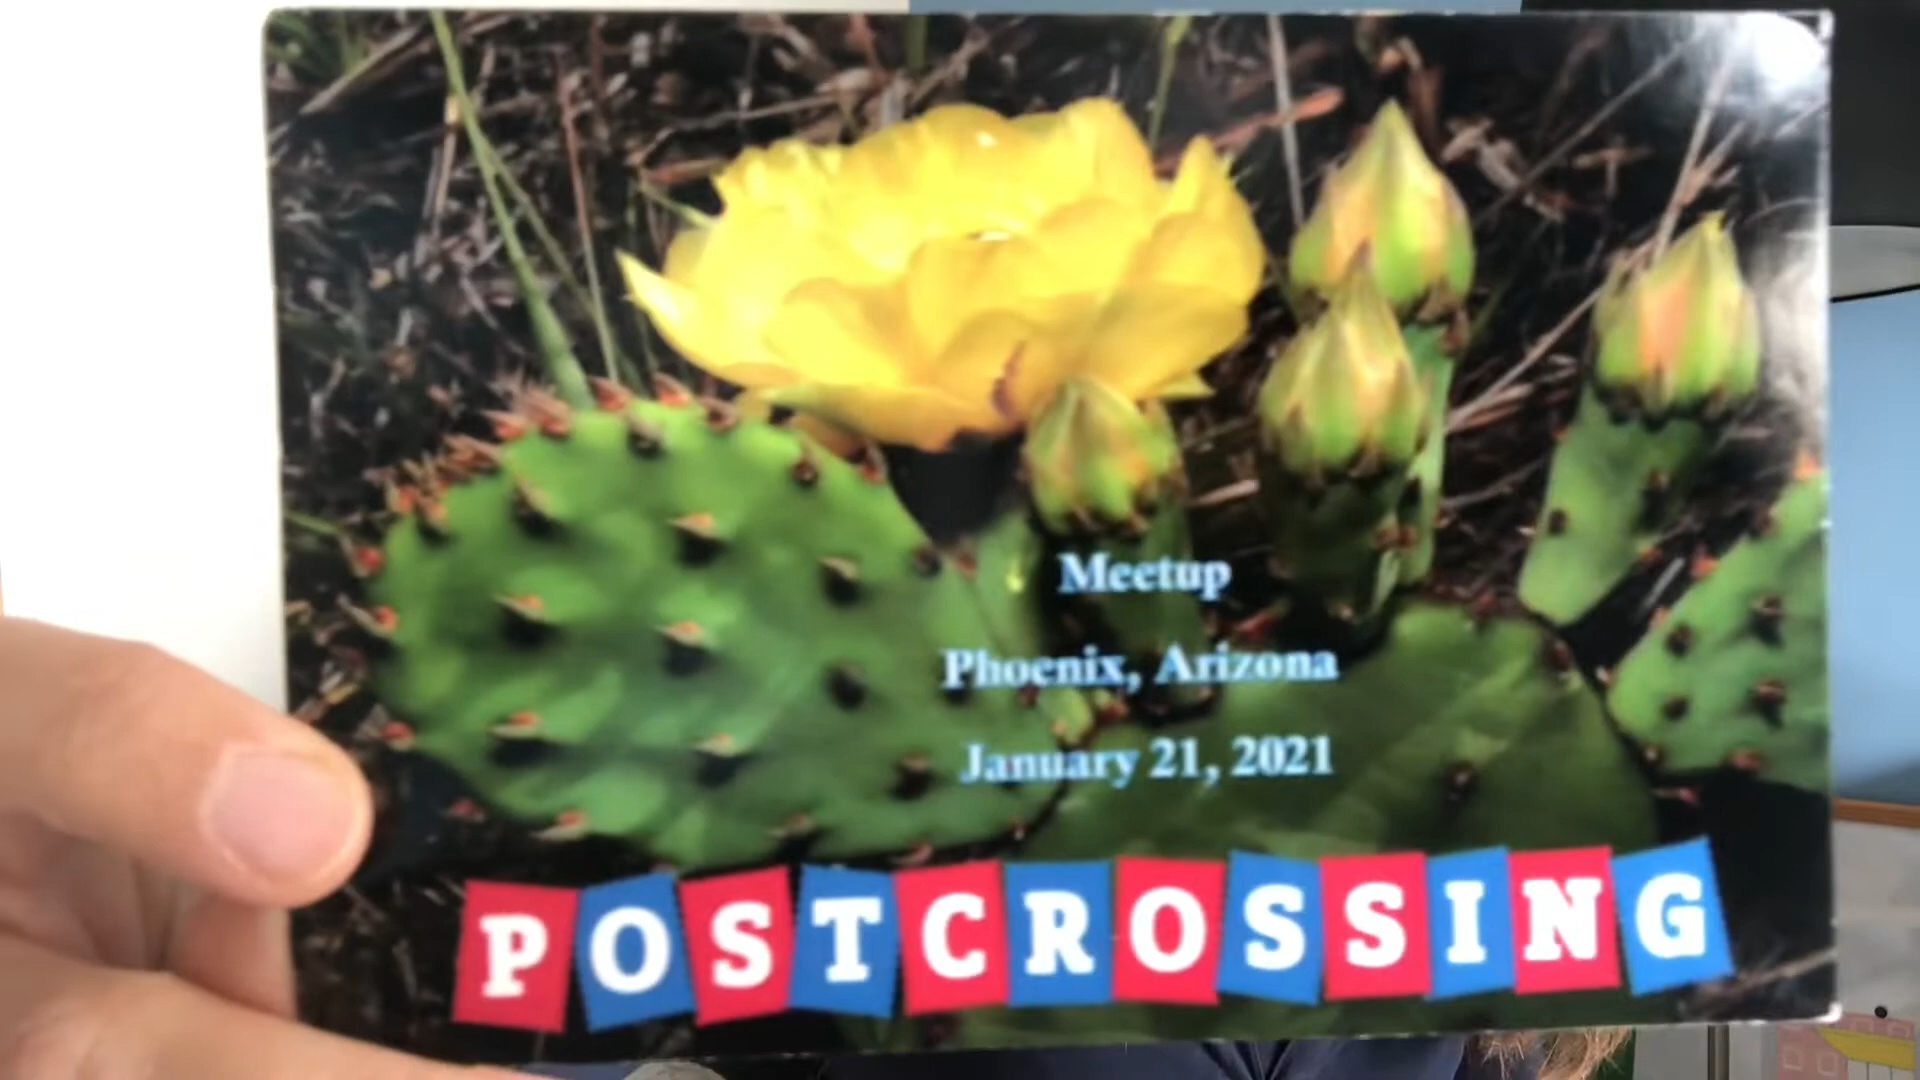 Meetup
Phoenix, Arizona
January 21, 2021
POSTCROSSING